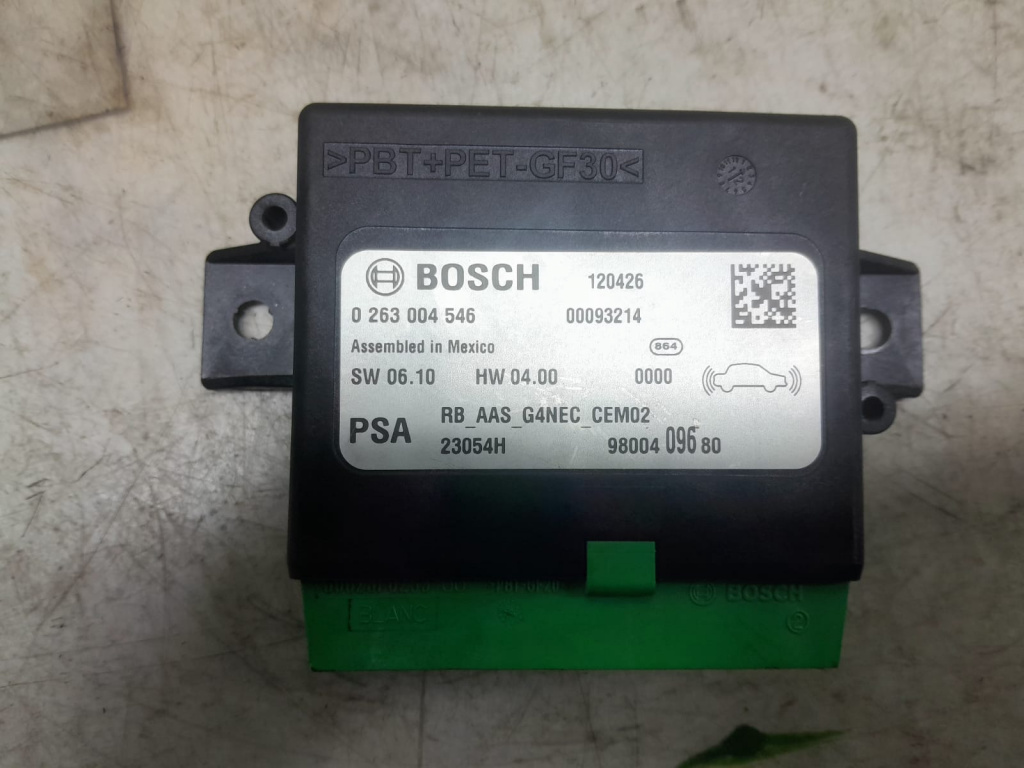 >PBT+PET-GF30<
BOSCH 120426
0 263 004 546 00093214
Assembled in Mexico 864
SW 06.10 HW 04.00 0000
PSA RB_AAS_G4NEC_CEM02
23054H 98004 096 80
BOSCH
BLANC